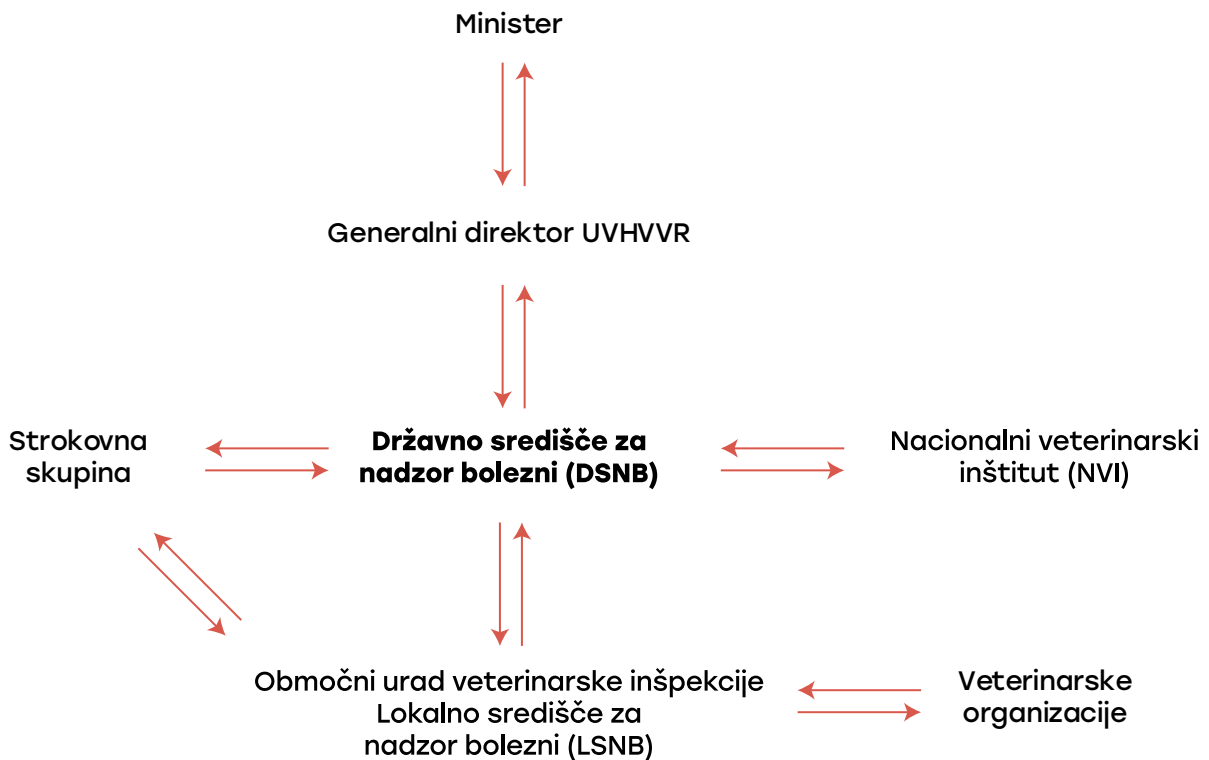 Minister
Generalni direktor UVHVVR
Strokovna
skupina
Državno središče za
nadzor bolezni (DSNB)
Nacionalni veterinarski
inštitut (NVI)
Območni urad veterinarske inšpekcije
Lokalno središče za
nadzor bolezni (LSNB)
Veterinarske
organizacije